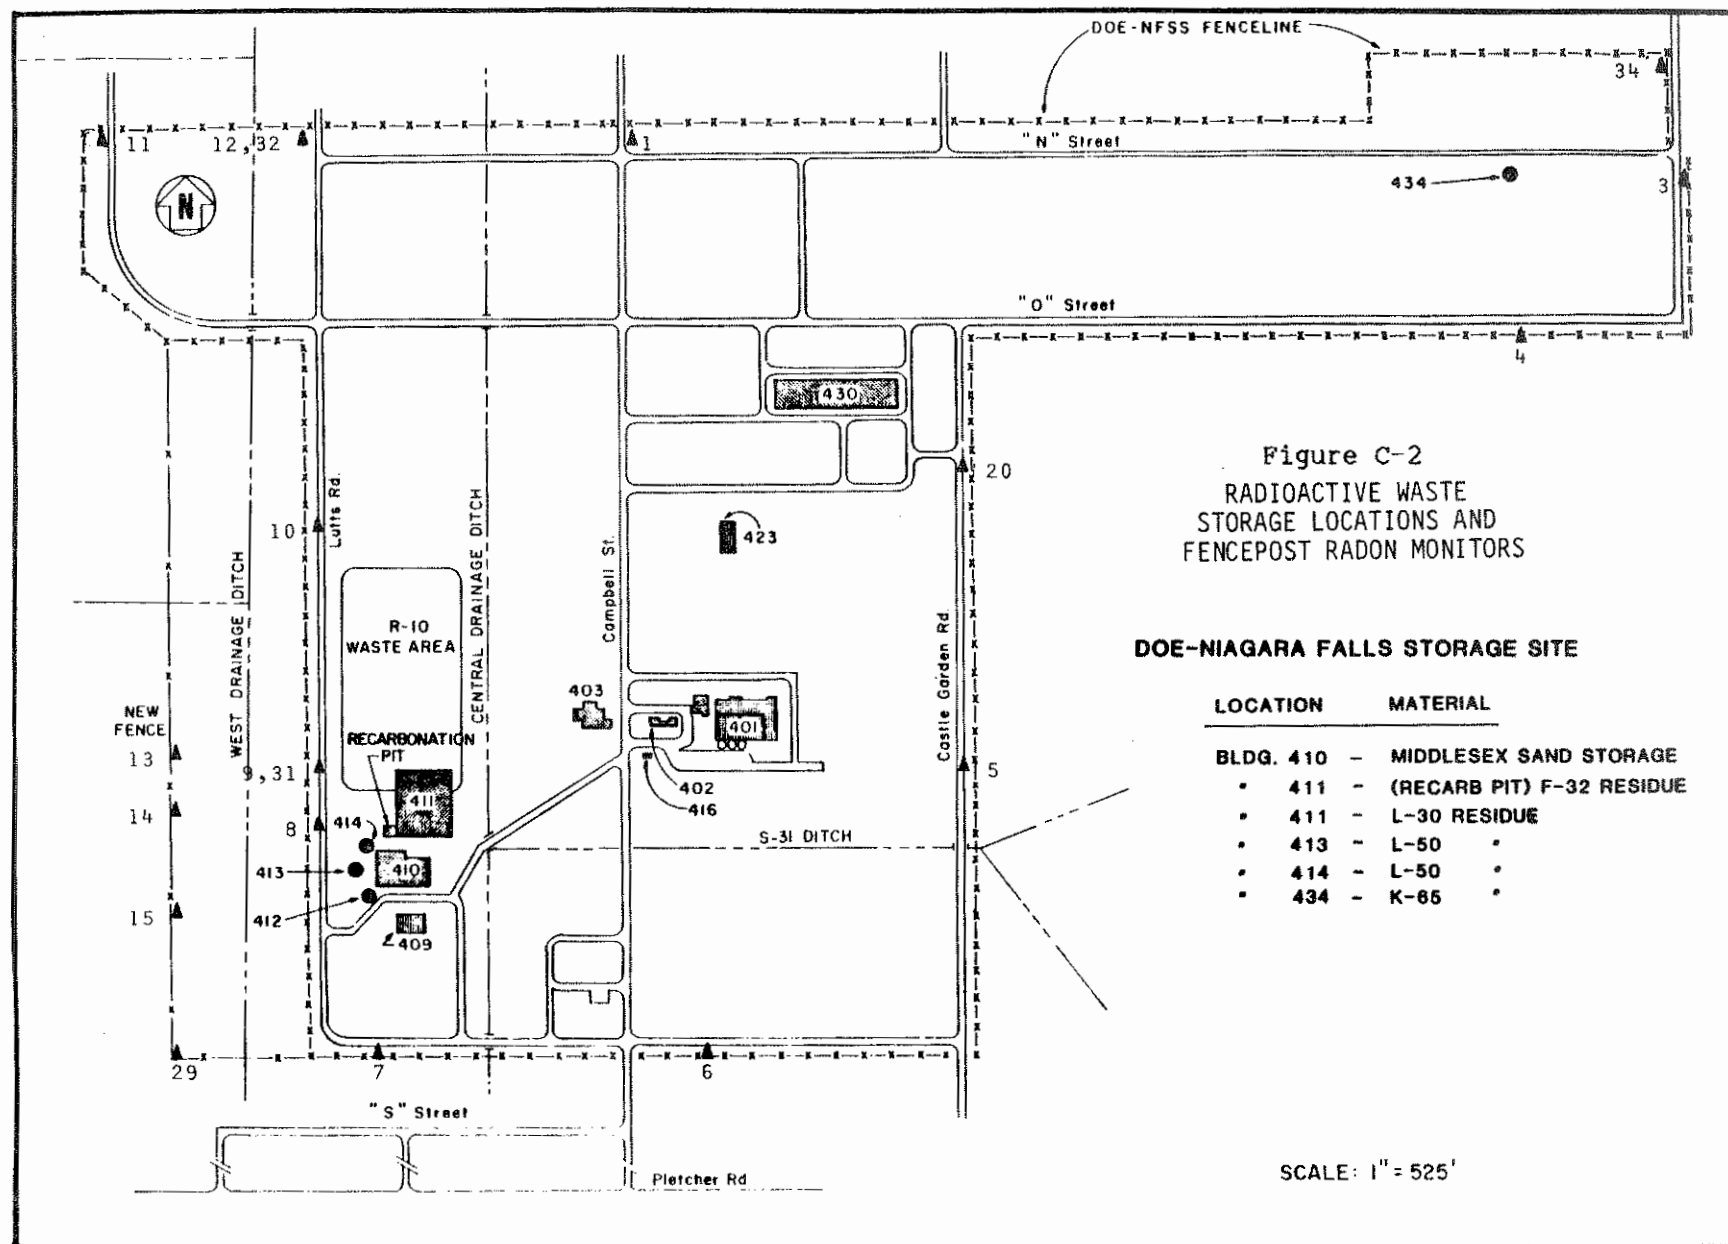 DOE-NFSS FENCELINE
34
11
12,32
1
"N" Street
N
434
3
"O" Street
4
430
Figure C-2
RADIOACTIVE WASTE
STORAGE LOCATIONS AND
FENCEPOST RADON MONITORS
20
10
Lutts Rd.
423
WEST DRAINAGE DITCH
CENTRAL DRAINAGE DITCH
Campbell St.
Castle Garden Rd.
R-10
WASTE AREA
DOE-NIAGARA FALLS STORAGE SITE
403
401
NEW
FENCE
LOCATION MATERIAL
RECARBONATION
PIT
13
9,31
5
BLDG. 410 - MIDDLESEX SAND STORAGE
" 411 - (RECARB PIT) F-32 RESIDUE
" 411 - L-30 RESIDUE
" 413 - L-50 "
" 414 - L-50 "
" 434 - K-65 "
402
416
411
14
8
414
S-31 DITCH
413
410
15
412
409
29
7
6
"S" Street
Pletcher Rd
SCALE: 1" = 525'